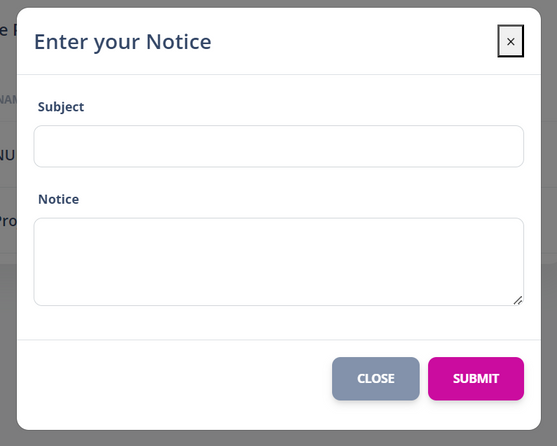 Enter your Notice
×
Subject
Notice
CLOSE
SUBMIT